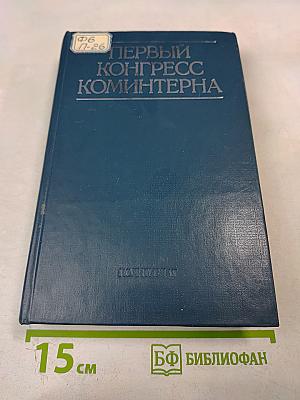 Ф6
П-26
ПЕРВЫЙ
КОНГРЕСС
КОМИНТЕРНА
15 см
БФ БИБЛИОФАН